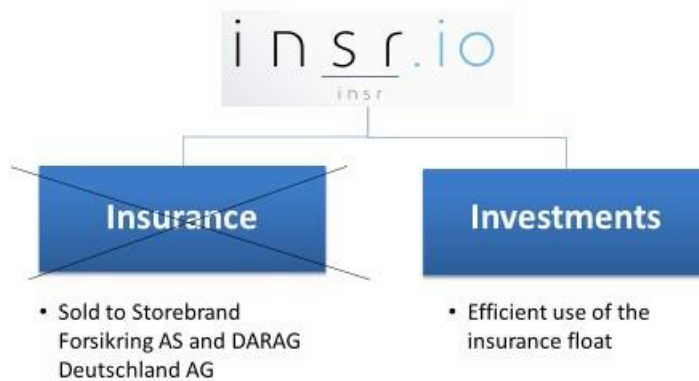 insr.io
insr
Insurance
Investments
• Sold to Storebrand
Forsikring AS and DARAG
Deutschland AG
• Efficient use of the
insurance float